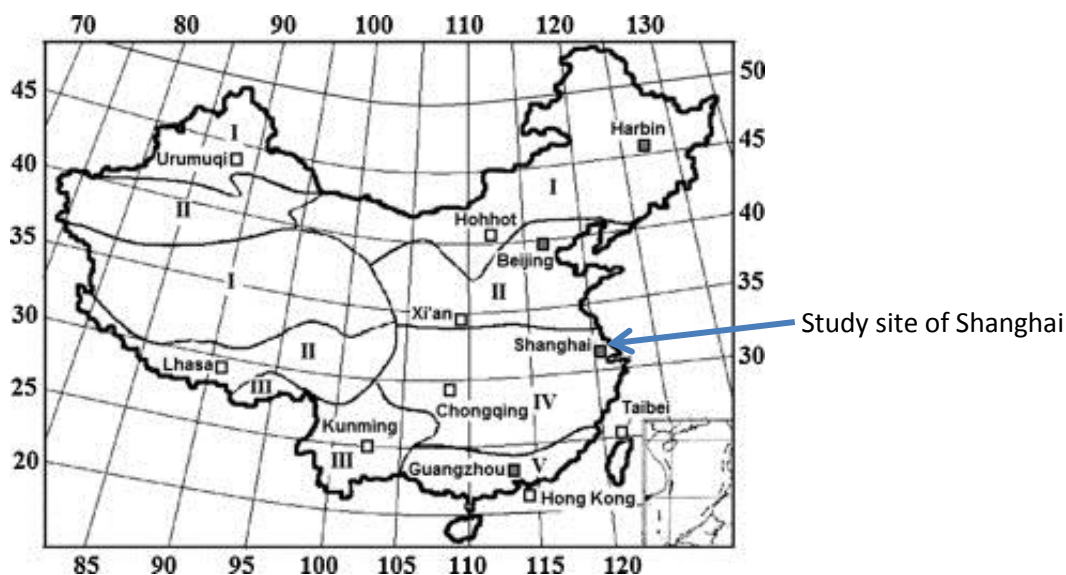 70 80 90 100 110 120 130
45
50
Harbin
I
Urumuqi
45
40
I
II
Hohhot
40
35
Beijing
I
II
35
30
Xi'an
Study site of Shanghai
Shanghai
30
II
Lhasa
25
III
Chongqing
IV
Taibei
Kunming
20
III
Guangzhou
V
Hong Kong
85 90 95 100 105 110 115 120